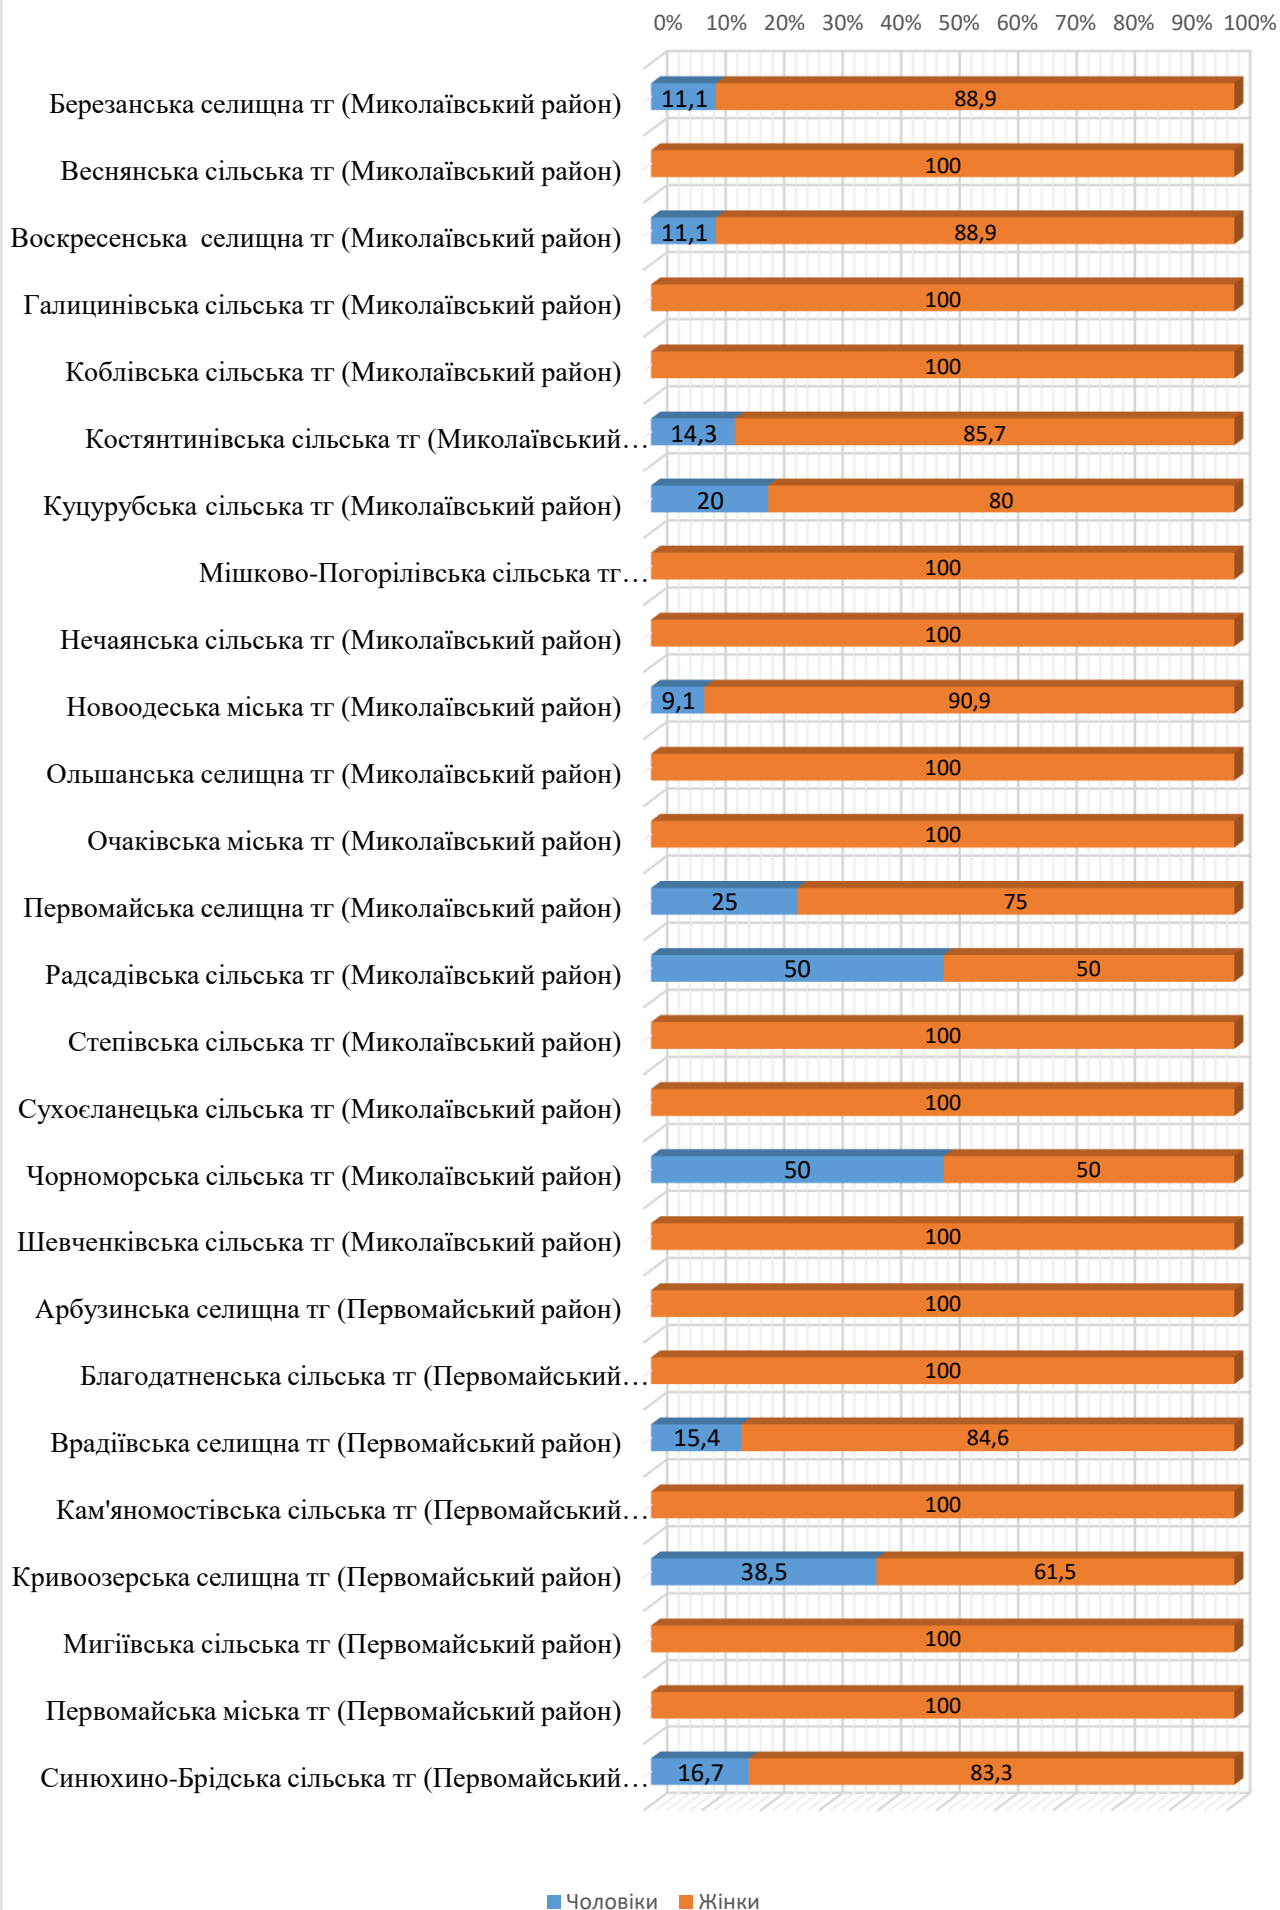 0% 10% 20% 30% 40% 50% 60% 70% 80% 90% 100%
Березанська селищна тг (Миколаївський район) 11,1 88,9
Веснянська сільська тг (Миколаївський район) 100
Воскресенська селищна тг (Миколаївський район) 11,1 88,9
Галицинівська сільська тг (Миколаївський район) 100
Коблівська сільська тг (Миколаївський район) 100
Костянтинівська сільська тг (Миколаївський… 14,3 85,7
Куцурубська сільська тг (Миколаївський район) 20 80
Мішково-Погорілівська сільська тг… 100
Нечаянська сільська тг (Миколаївський район) 100
Новоодеська міська тг (Миколаївський район) 9,1 90,9
Ольшанська селищна тг (Миколаївський район) 100
Очаківська міська тг (Миколаївський район) 100
Первомайська селищна тг (Миколаївський район) 25 75
Радсадівська сільська тг (Миколаївський район) 50 50
Степівська сільська тг (Миколаївський район) 100
Сухоєланецька сільська тг (Миколаївський район) 100
Чорноморська сільська тг (Миколаївський район) 50 50
Шевченківська сільська тг (Миколаївський район) 100
Арбузинська селищна тг (Первомайський район) 100
Благодатненська сільська тг (Первомайський… 100
Врадіївська селищна тг (Первомайський район) 15,4 84,6
Кам'яномостівська сільська тг (Первомайський… 100
Кривоозерська селищна тг (Первомайський район) 38,5 61,5
Мигіївська сільська тг (Первомайський район) 100
Первомайська міська тг (Первомайський район) 100
Синюхино-Брідська сільська тг (Первомайський… 16,7 83,3
Чоловіки Жінки